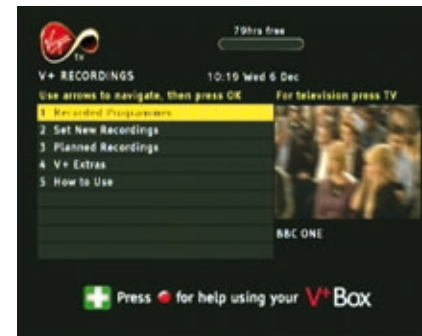 Virgin
TV
79hrs free
V+ RECORDINGS 10:19 Wed 6 Dec
Use arrows to navigate, then press OK For television press TV
1 Recorded Programmes
2 Set New Recordings
3 Planned Recordings
4 V+ Extras
5 How to Use
BBC ONE
Press for help using your V+ Box